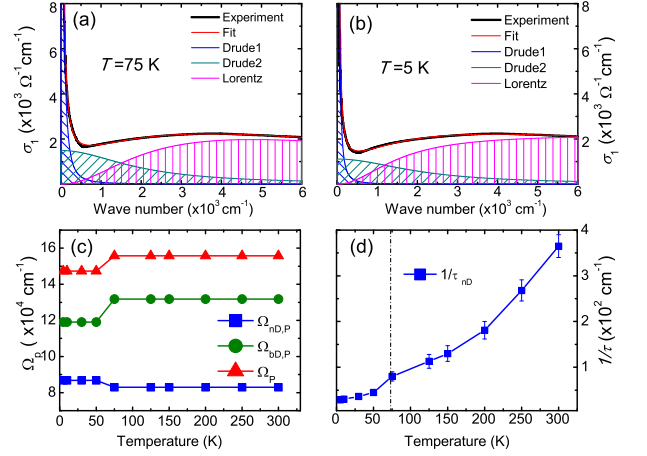 (a)
Experiment
Fit
Drude1
Drude2
Lorentz
T =75 K
σ1 (x10³ Ω⁻¹cm⁻¹)
8
6
4
2
0 1 2 3 4 5 6
Wave number (x10³ cm⁻¹)
(b)
Experiment
Fit
Drude1
Drude2
Lorentz
T =5 K
8
6
4
2
σ1 (x10³ Ω⁻¹cm⁻¹)
0 1 2 3 4 5 6
Wave number (x10³ cm⁻¹)
(c)
16
14
12
10
8
Ωp ( x10⁴ cm⁻¹)
ΩnD,P
ΩbD,P
ΩP
0 50 100 150 200 250 300
Temperature (K)
(d)
1/τ nD
4
3
2
1
0
1/τ (x10² cm⁻¹)
0 50 100 150 200 250 300
Temperature (K)